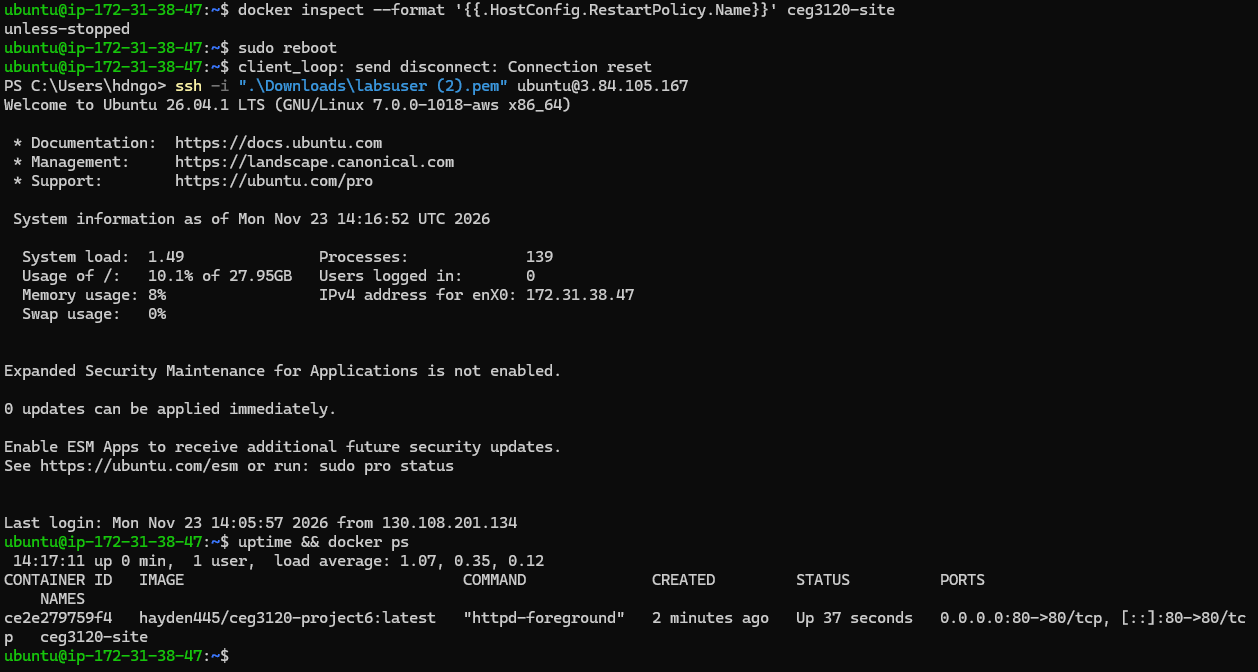 ubuntu@ip-172-31-38-47:~$ docker inspect --format '{{.HostConfig.RestartPolicy.Name}}' ceg3120-site
unless-stopped
ubuntu@ip-172-31-38-47:~$ sudo reboot
ubuntu@ip-172-31-38-47:~$ client_loop: send disconnect: Connection reset
PS C:\Users\hdngo> ssh -i ".\Downloads\labsuser (2).pem" ubuntu@3.84.105.167
Welcome to Ubuntu 26.04.1 LTS (GNU/Linux 7.0.0-1018-aws x86_64)

 * Documentation:  https://docs.ubuntu.com
 * Management:     https://landscape.canonical.com
 * Support:        https://ubuntu.com/pro

 System information as of Mon Nov 23 14:16:52 UTC 2026

  System load:  1.49               Processes:             139
  Usage of /:   10.1% of 27.95GB   Users logged in:       0
  Memory usage: 8%                 IPv4 address for enX0: 172.31.38.47
  Swap usage:   0%

Expanded Security Maintenance for Applications is not enabled.

0 updates can be applied immediately.

Enable ESM Apps to receive additional future security updates.
See https://ubuntu.com/esm or run: sudo pro status

Last login: Mon Nov 23 14:05:57 2026 from 130.108.201.134
ubuntu@ip-172-31-38-47:~$ uptime && docker ps
 14:17:11 up 0 min,  1 user,  load average: 1.07, 0.35, 0.12
CONTAINER ID   IMAGE                               COMMAND              CREATED         STATUS          PORTS
    NAMES
ce2e279759f4   hayden445/ceg3120-project6:latest   "httpd-foreground"   2 minutes ago   Up 37 seconds   0.0.0.0:80->80/tcp, [::]:80->80/tc
p   ceg3120-site
ubuntu@ip-172-31-38-47:~$